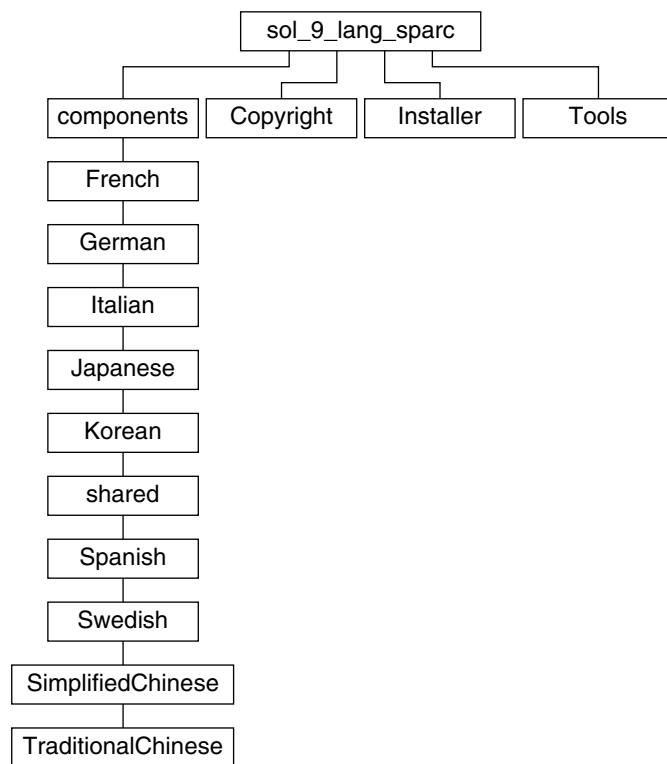 sol_9_lang_sparc
components
Copyright
Installer
Tools
French
German
Italian
Japanese
Korean
shared
Spanish
Swedish
SimplifiedChinese
TraditionalChinese